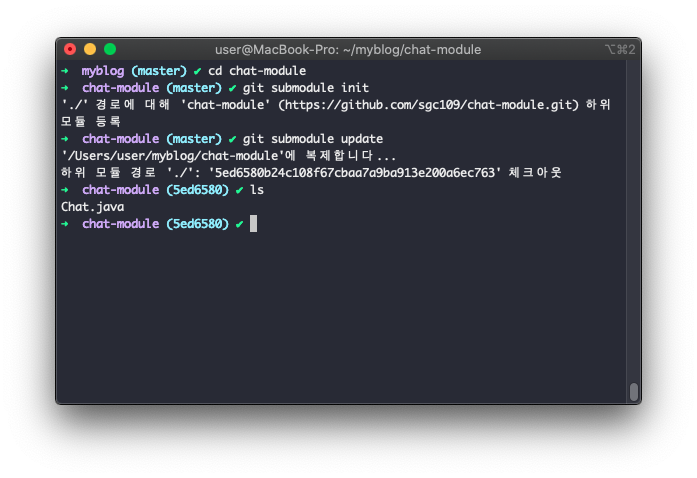 user@MacBook-Pro: ~/myblog/chat-module ⌥⌘2
➜ myblog (master) ✔ cd chat-module
➜ chat-module (master) ✔ git submodule init
'./' 경로에 대해 'chat-module' (https://github.com/sgc109/chat-module.git) 하위
모듈 등록
➜ chat-module (master) ✔ git submodule update
'/Users/user/myblog/chat-module'에 복제합니다...
하위 모듈 경로 './': '5ed6580b24c108f67cbaa7a9ba913e200a6ec763' 체크아웃
➜ chat-module (5ed6580) ✔ ls
Chat.java
➜ chat-module (5ed6580) ✔